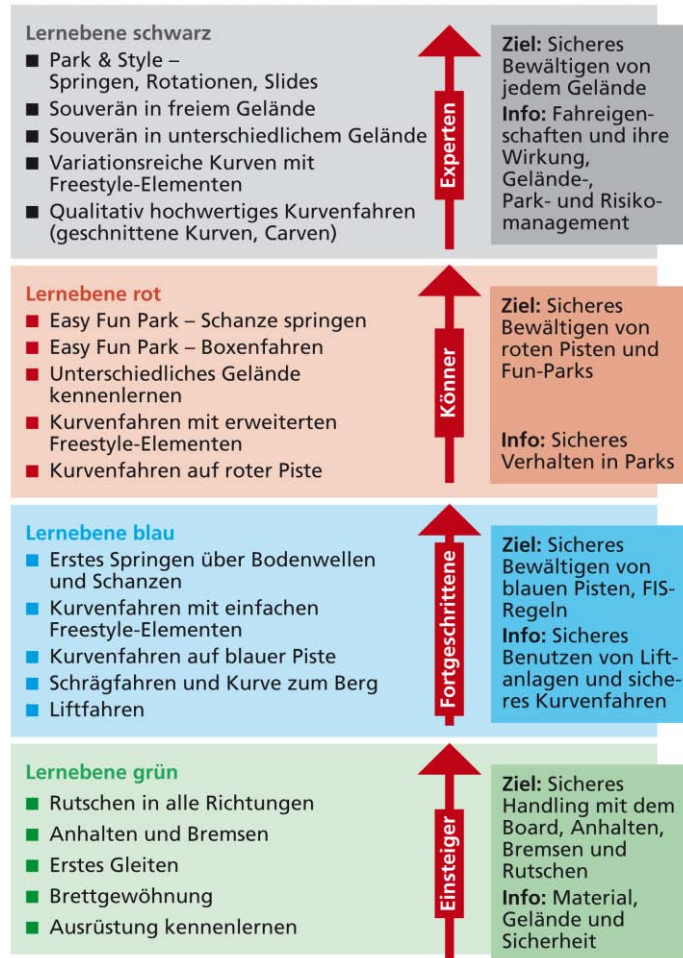 Lernebene schwarz
■ Park & Style –
Springen, Rotationen, Slides
■ Souverän in freiem Gelände
■ Souverän in unterschiedlichem Gelände
■ Variationsreiche Kurven mit
Freestyle-Elementen
■ Qualitativ hochwertiges Kurvenfahren
(geschnittene Kurven, Carven)
Experten
Ziel: Sicheres
Bewältigen von
jedem Gelände
Info: Fahreigen-
schaften und ihre
Wirkung,
Gelände-,
Park- und Risiko-
management
Lernebene rot
■ Easy Fun Park – Schanze springen
■ Easy Fun Park – Boxenfahren
■ Unterschiedliches Gelände
kennenlernen
■ Kurvenfahren mit erweiterten
Freestyle-Elementen
■ Kurvenfahren auf roter Piste
Könner
Ziel: Sicheres
Bewältigen von
roten Pisten und
Fun-Parks
Info: Sicheres
Verhalten in Parks
Lernebene blau
■ Erstes Springen über Bodenwellen
und Schanzen
■ Kurvenfahren mit einfachen
Freestyle-Elementen
■ Kurvenfahren auf blauer Piste
■ Schrägfahren und Kurve zum Berg
■ Liftfahren
Fortgeschrittene
Ziel: Sicheres
Bewältigen von
blauen Pisten, FIS-
Regeln
Info: Sicheres
Benutzen von Lift-
anlagen und siche-
res Kurvenfahren
Lernebene grün
■ Rutschen in alle Richtungen
■ Anhalten und Bremsen
■ Erstes Gleiten
■ Brettgewöhnung
■ Ausrüstung kennenlernen
Einsteiger
Ziel: Sicheres
Handling mit dem
Board, Anhalten,
Bremsen und
Rutschen
Info: Material,
Gelände und
Sicherheit